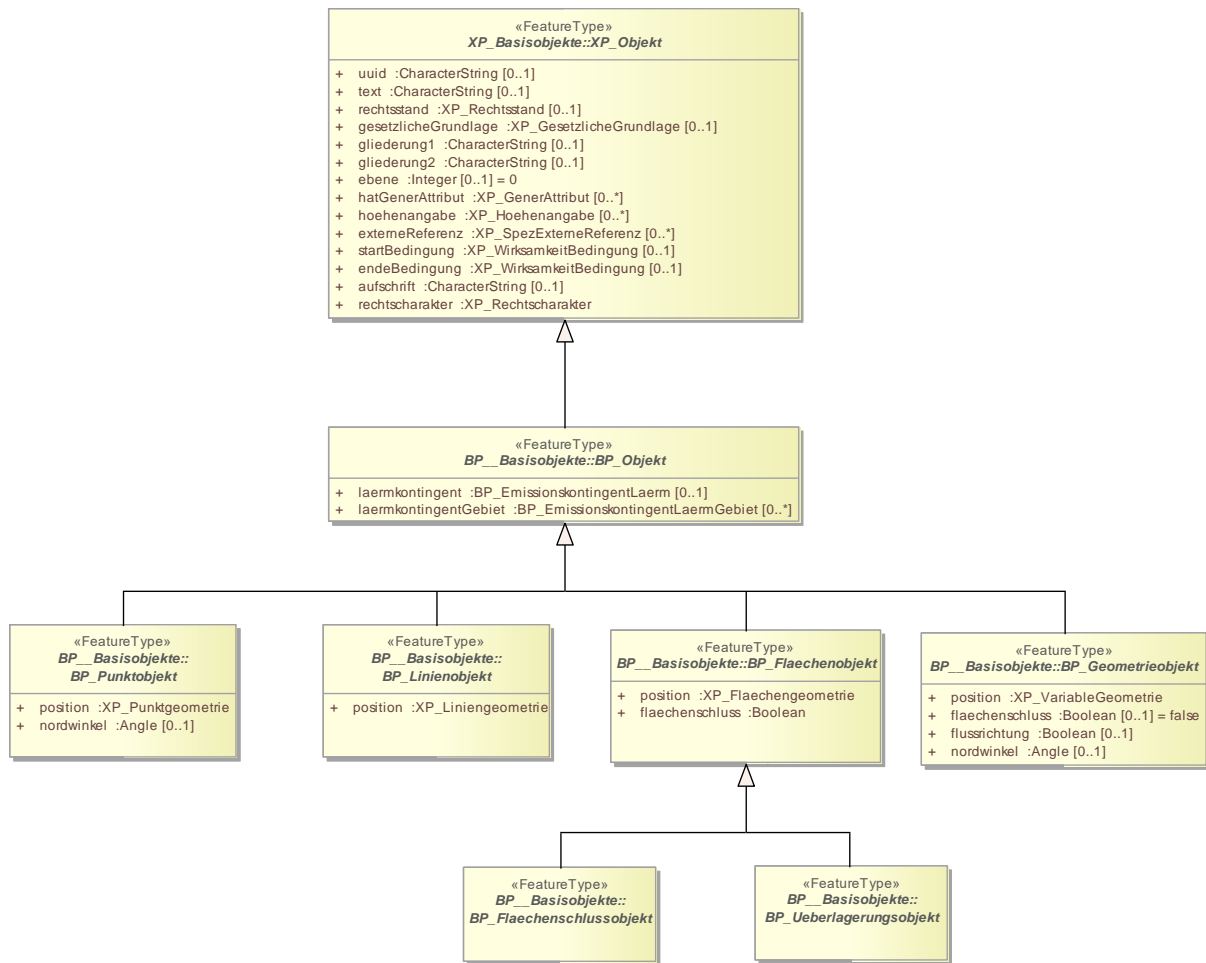 «FeatureType»
XP_Basisobjekte::XP_Objekt
+ uuid :CharacterString [0..1]
+ text :CharacterString [0..1]
+ rechtsstand :XP_Rechtsstand [0..1]
+ gesetzlicheGrundlage :XP_GesetzlicheGrundlage [0..1]
+ gliederung1 :CharacterString [0..1]
+ gliederung2 :CharacterString [0..1]
+ ebene :Integer [0..1] = 0
+ hatGenerAttribut :XP_GenerAttribut [0..*]
+ hoehenangabe :XP_Hoehenangabe [0..*]
+ externeReferenz :XP_SpezExterneReferenz [0..*]
+ startBedingung :XP_WirksamkeitBedingung [0..1]
+ endeBedingung :XP_WirksamkeitBedingung [0..1]
+ aufschrift :CharacterString [0..1]
+ rechtscharakter :XP_Rechtscharakter
«FeatureType»
BP__Basisobjekte::BP_Objekt
+ laermkontingent :BP_EmissionskontingentLaerm [0..1]
+ laermkontingentGebiet :BP_EmissionskontingentLaermGebiet [0..*]
«FeatureType»
BP__Basisobjekte::
BP_Punktobjekt
+ position :XP_Punktgeometrie
+ nordwinkel :Angle [0..1]
«FeatureType»
BP__Basisobjekte::
BP_Linienobjekt
+ position :XP_Liniengeometrie
«FeatureType»
BP__Basisobjekte::BP_Flaechenobjekt
+ position :XP_Flaechengeometrie
+ flaechenschluss :Boolean
«FeatureType»
BP__Basisobjekte::BP_Geometrieobjekt
+ position :XP_VariableGeometrie
+ flaechenschluss :Boolean [0..1] = false
+ flussrichtung :Boolean [0..1]
+ nordwinkel :Angle [0..1]
«FeatureType»
BP__Basisobjekte::
BP_Flaechenschlussobjekt
«FeatureType»
BP__Basisobjekte::
BP_Ueberlagerungsobjekt